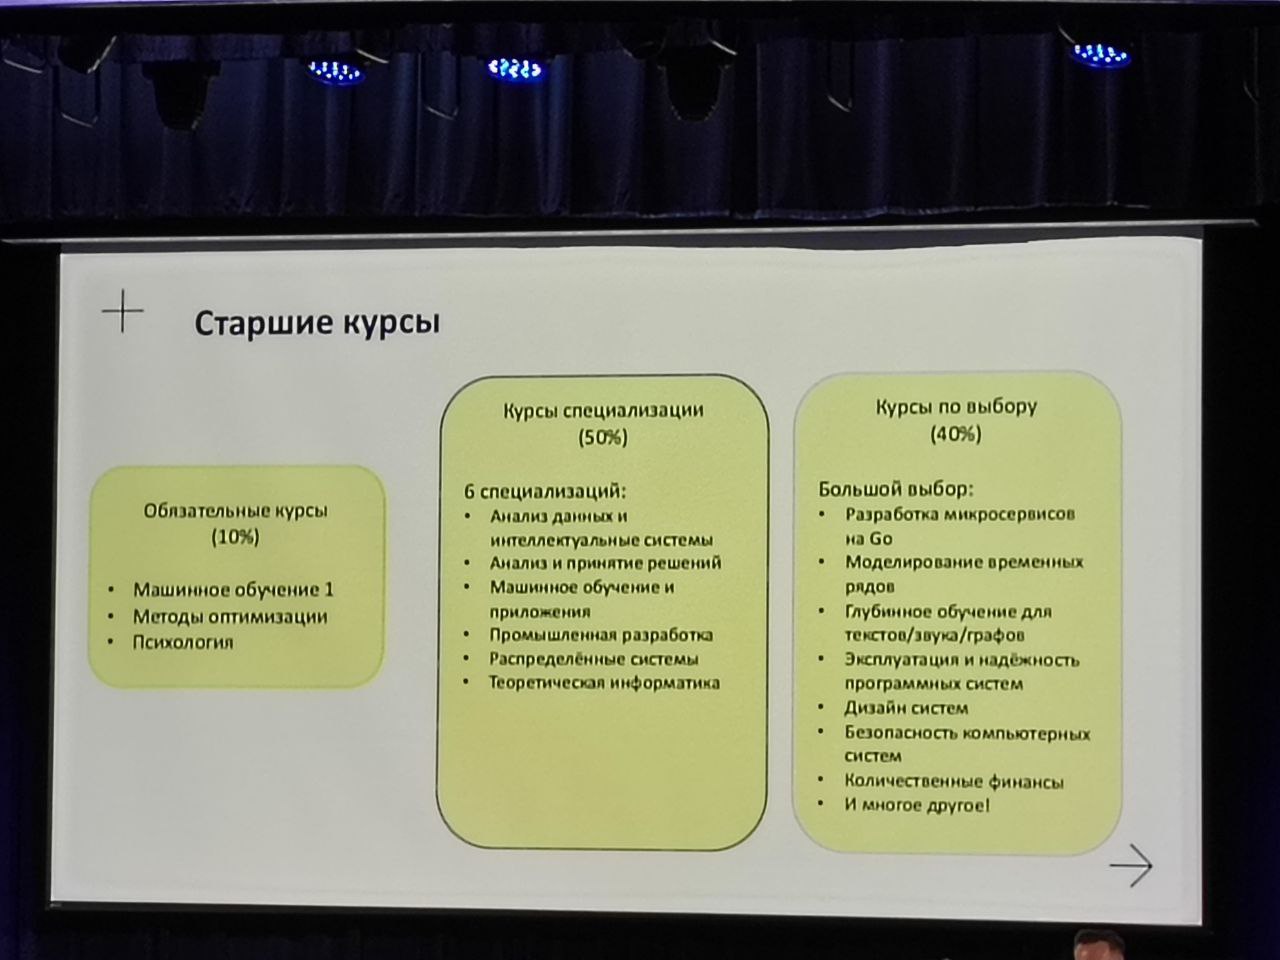 Старшие курсы
Обязательные курсы
(10%)
• Машинное обучение 1
• Методы оптимизации
• Психология
Курсы специализации
(50%)
6 специализаций:
• Анализ данных и
интеллектуальные системы
• Анализ и принятие решений
• Машинное обучение и
приложения
• Промышленная разработка
• Распределённые системы
• Теоретическая информатика
Курсы по выбору
(40%)
Большой выбор:
• Разработка микросервисов
на Go
• Моделирование временных
рядов
• Глубинное обучение для
текстов/звука/графов
• Эксплуатация и надёжность
программных систем
• Дизайн систем
• Безопасность компьютерных
систем
• Количественные финансы
• И многое другое!